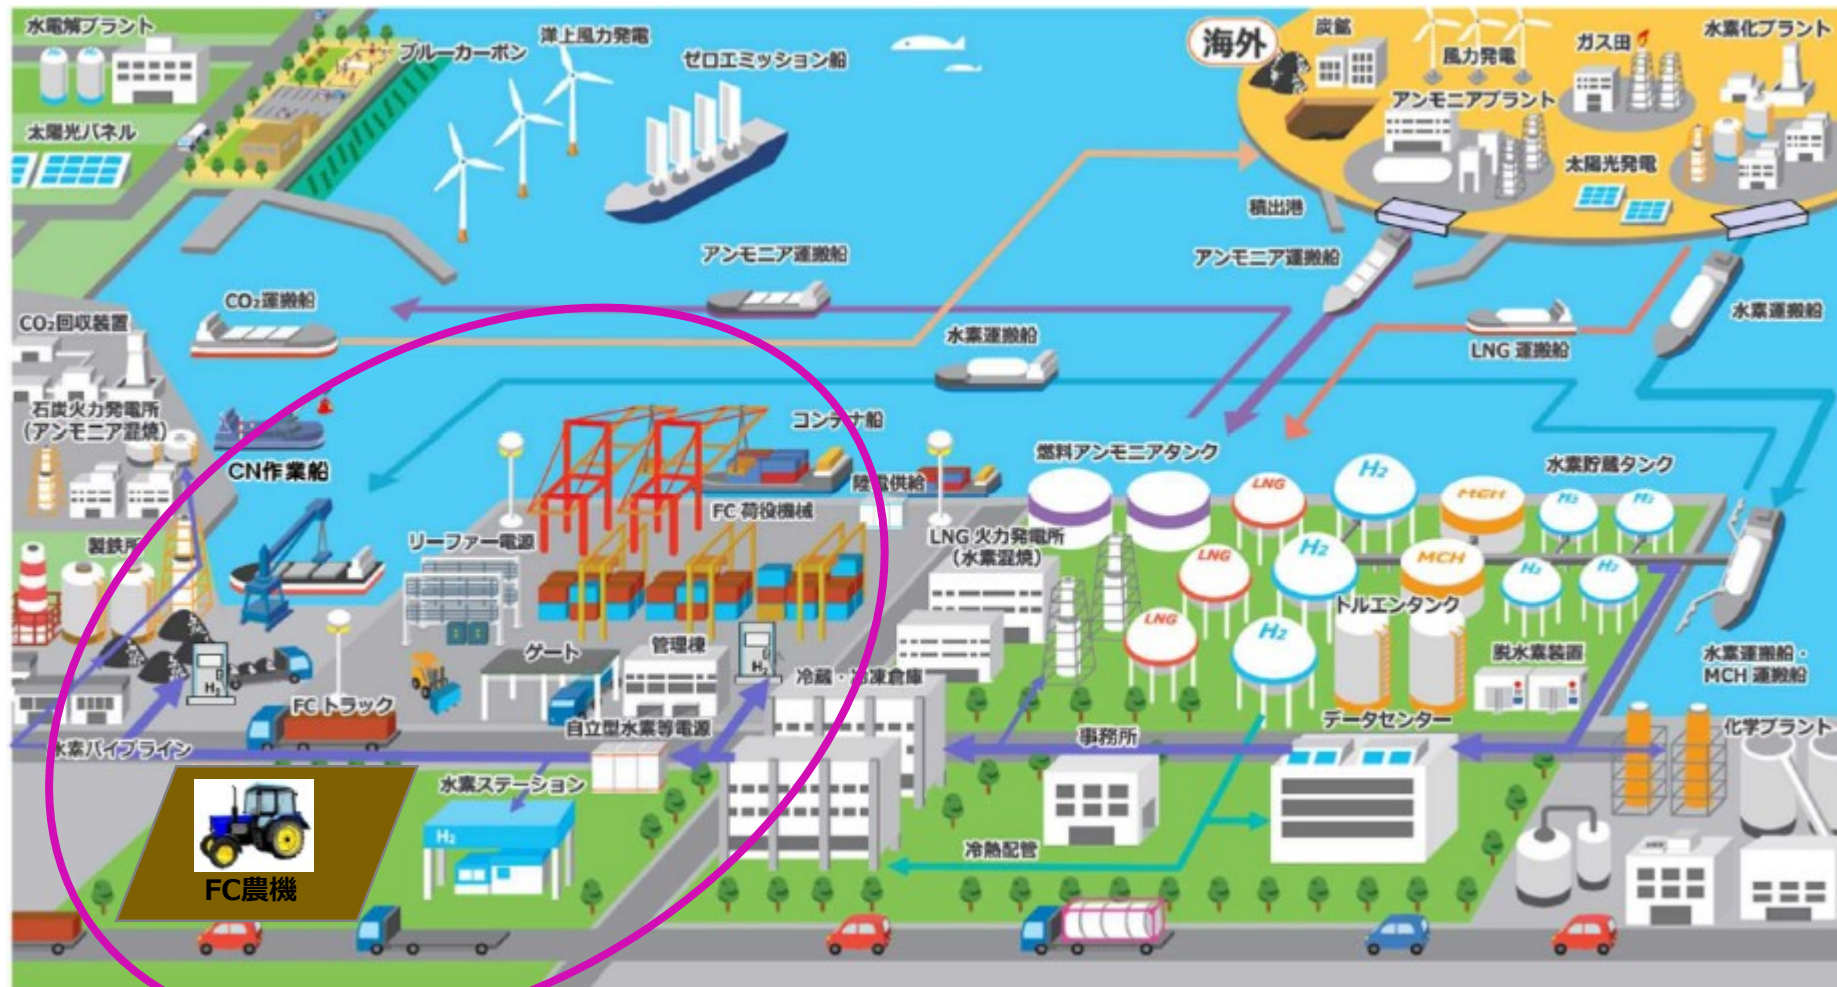 水電解プラント
ブルーカーボン
洋上風力発電
ゼロエミッション船
海外
炭鉱
風力発電
ガス田
水素化プラント
アンモニアプラント
太陽光パネル
太陽光発電
積出港
アンモニア運搬船
アンモニア運搬船
CO₂運搬船
CO₂回収装置
水素運搬船
水素運搬船
LNG 運搬船
石炭火力発電所
(アンモニア混焼)
CN作業船
コンテナ船
陸電供給
燃料アンモニアタンク
水素貯蔵タンク
LNG
H₂
MCH
H₂
H₂
製鉄所
リーファー電源
FC 荷役機械
LNG 火力発電所
(水素混焼)
LNG
H₂
MCH
H₂
H₂
トルエンタンク
LNG
H₂
脱水素装置
水素運搬船・
MCH 運搬船
ゲート
管理棟
H₂
H₂
冷蔵・冷凍倉庫
FC トラック
自立型水素等電源
事務所
データセンター
化学プラント
水素パイプライン
水素ステーション
H₂
冷熱配管
FC農機